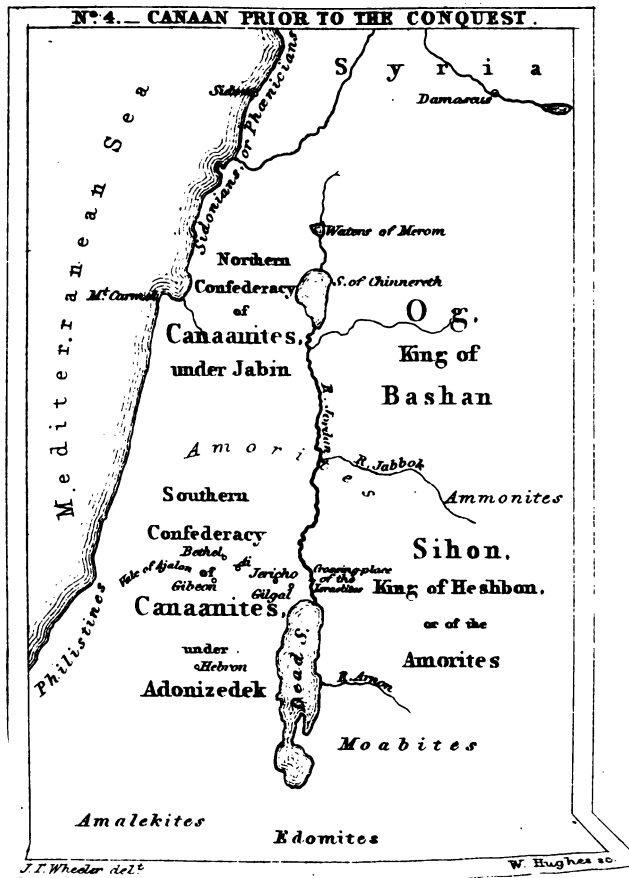 No. 4. — CANAAN PRIOR TO THE CONQUEST.
Syria
Sidon
Damascus
Sidonians, or Phœnicians
Mediterranean Sea
Waters of Merom
Northern
Confederacy
of
Canaanites,
under Jabin
S. of Chinnereth
Mt. Carmel
Og,
King of
Bashan
R. Jordan
Amorites
R. Jabbok
Ammonites
Southern
Confederacy
of
Canaanites,
under
Adonizedek
Bethel
Ai
Vale of Ajalon
Gibeon
Jericho
Gilgal
Crossing-place
of the
Israelites
Hebron
Sihon,
King of Heshbon,
or of the
Amorites
Philistines
Dead S.
R. Arnon
Moabites
Amalekites
Edomites
J. T. Wheeler delt.
W. Hughes sc.